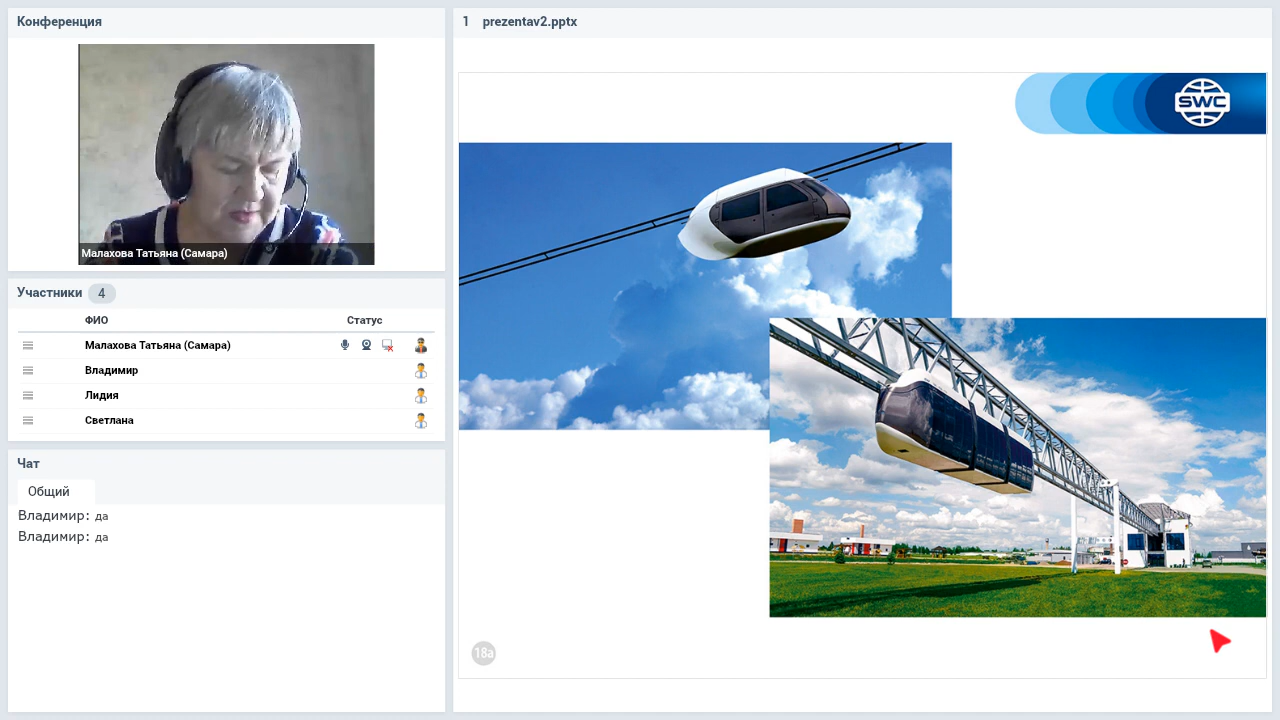 Конференция
Малахова Татьяна (Самара)
Участники 4
ФИО Статус
Малахова Татьяна (Самара)
Владимир
Лидия
Светлана
Чат
Общий
Владимир: да
Владимир: да
1 prezentav2.pptx
SWC
18a